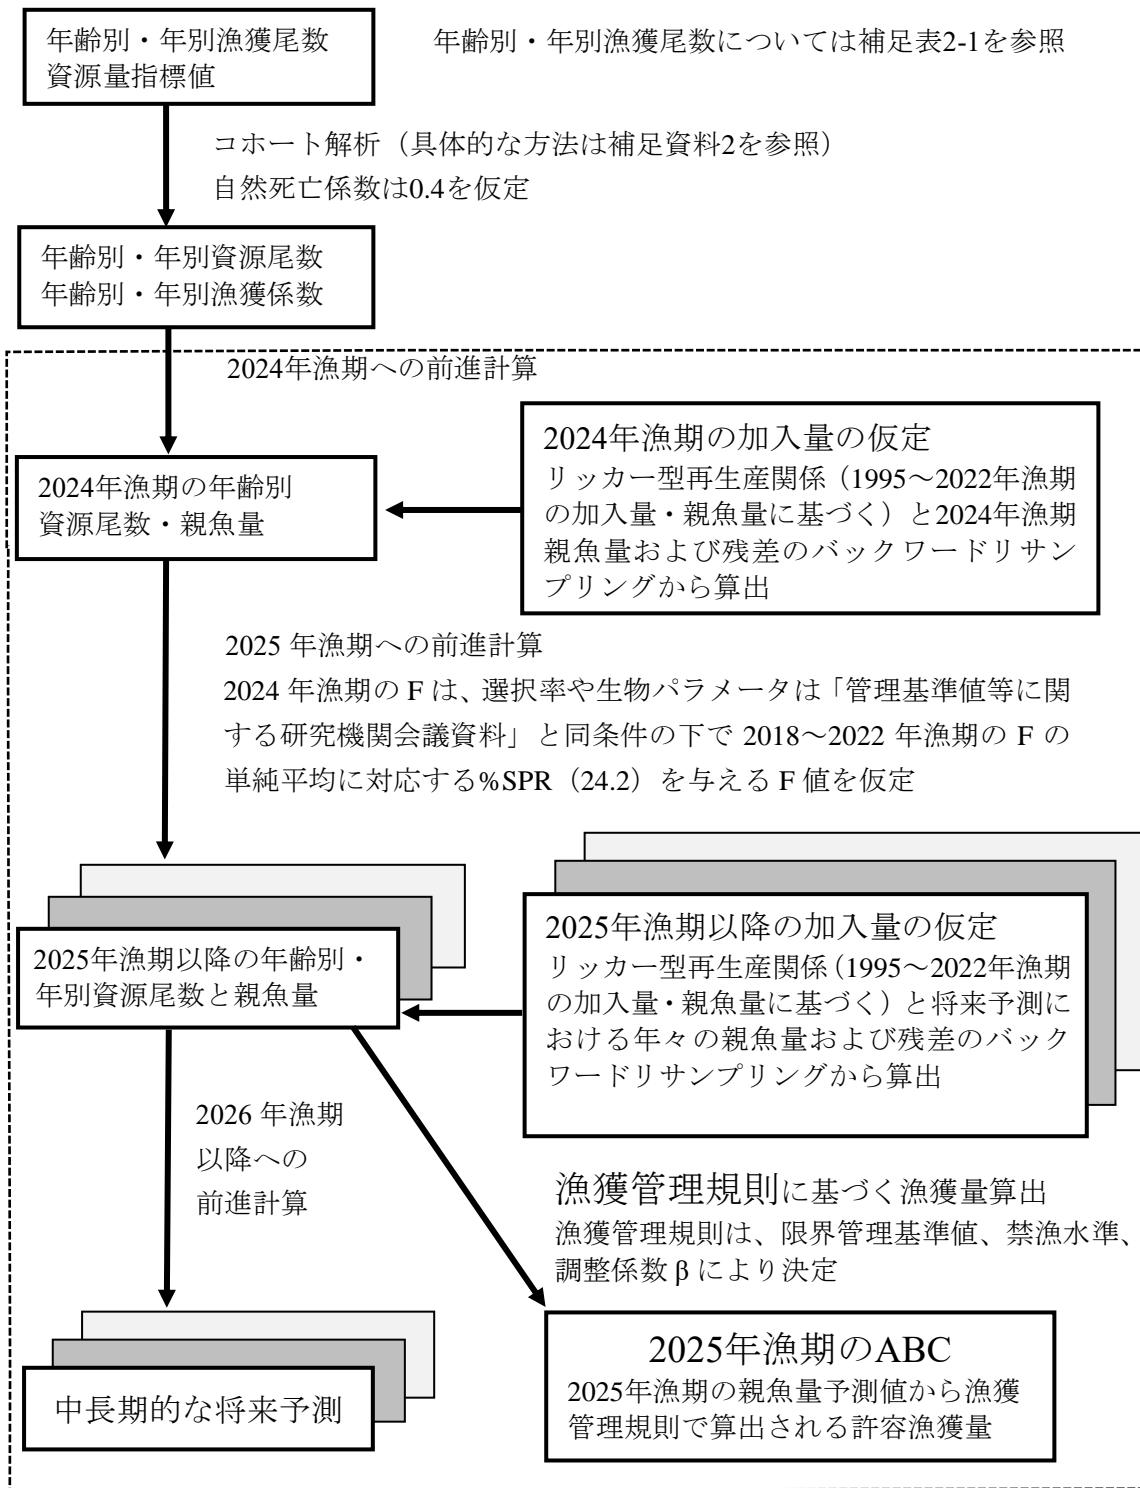 年齢別・年別漁獲尾数
資源量指標値
年齢別・年別漁獲尾数については補足表2-1を参照
コホート解析（具体的な方法は補足資料2を参照）
自然死亡係数は0.4を仮定
年齢別・年別資源尾数
年齢別・年別漁獲係数
2024年漁期への前進計算
2024年漁期の年齢別
資源尾数・親魚量
2024年漁期の加入量の仮定
リッカー型再生産関係（1995～2022年漁期
の加入量・親魚量に基づく）と2024年漁期
親魚量および残差のバックワードリサン
プリングから算出
2025 年漁期への前進計算
2024 年漁期の F は、選択率や生物パラメータは「管理基準値等に関
する研究機関会議資料」と同条件の下で 2018～2022 年漁期の F の
単純平均に対応する%SPR（24.2）を与える F 値を仮定
2025年漁期以降の年齢別・
年別資源尾数と親魚量
2025年漁期以降の加入量の仮定
リッカー型再生産関係（1995～2022年漁期
の加入量・親魚量に基づく）と将来予測に
おける年々の親魚量および残差のバック
ワードリサンプリングから算出
2026 年漁期
以降への
前進計算
漁獲管理規則に基づく漁獲量算出
漁獲管理規則は、限界管理基準値、禁漁水準、
調整係数 β により決定
中長期的な将来予測
2025年漁期のABC
2025年漁期の親魚量予測値から漁獲
管理規則で算出される許容漁獲量